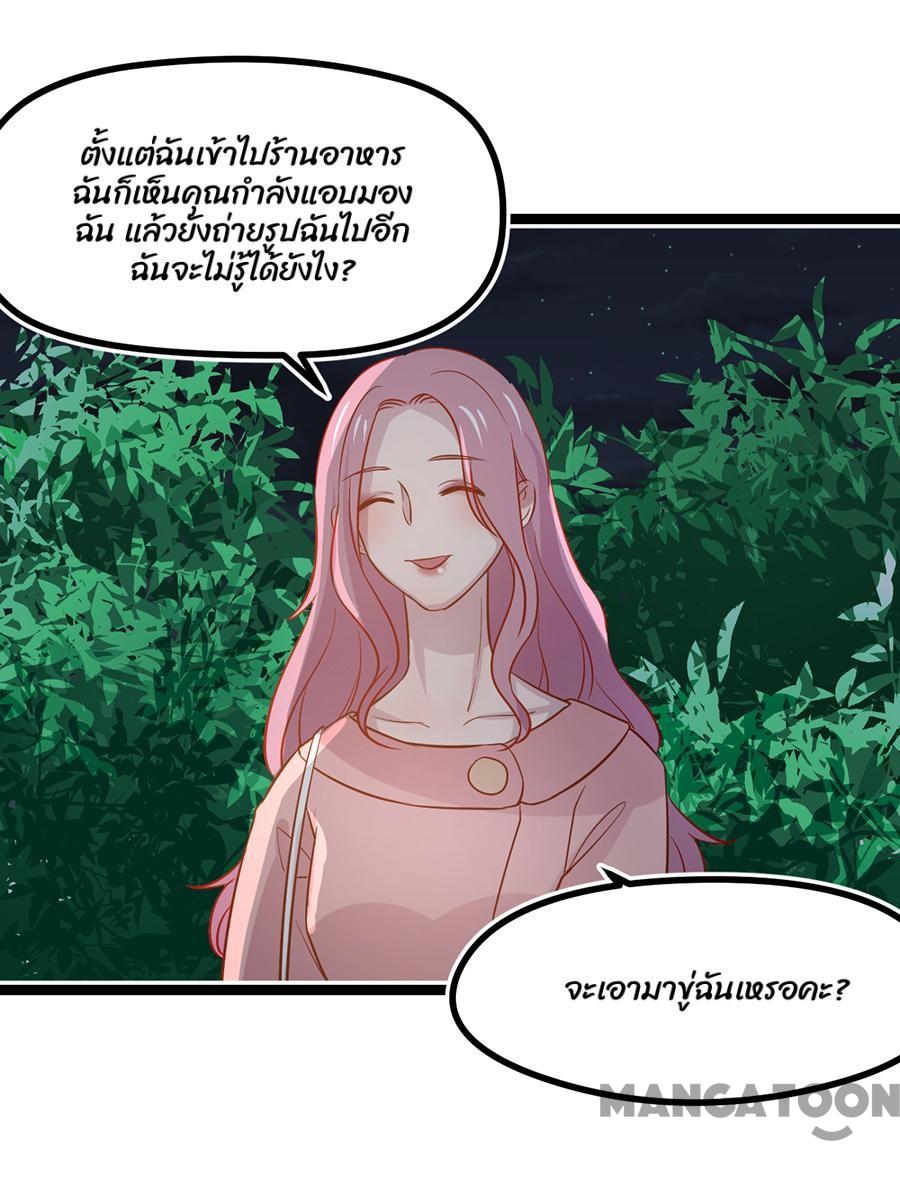 ตั้งแต่ฉันเข้าไปร้านอาหาร
ฉันก็เห็นคุณกำลังแอบมอง
ฉัน แล้วยังถ่ายรูปฉันไปอีก
ฉันจะไม่รู้ได้ยังไง?
จะเอามาขู่ฉันเหรอคะ?
MANGATOON